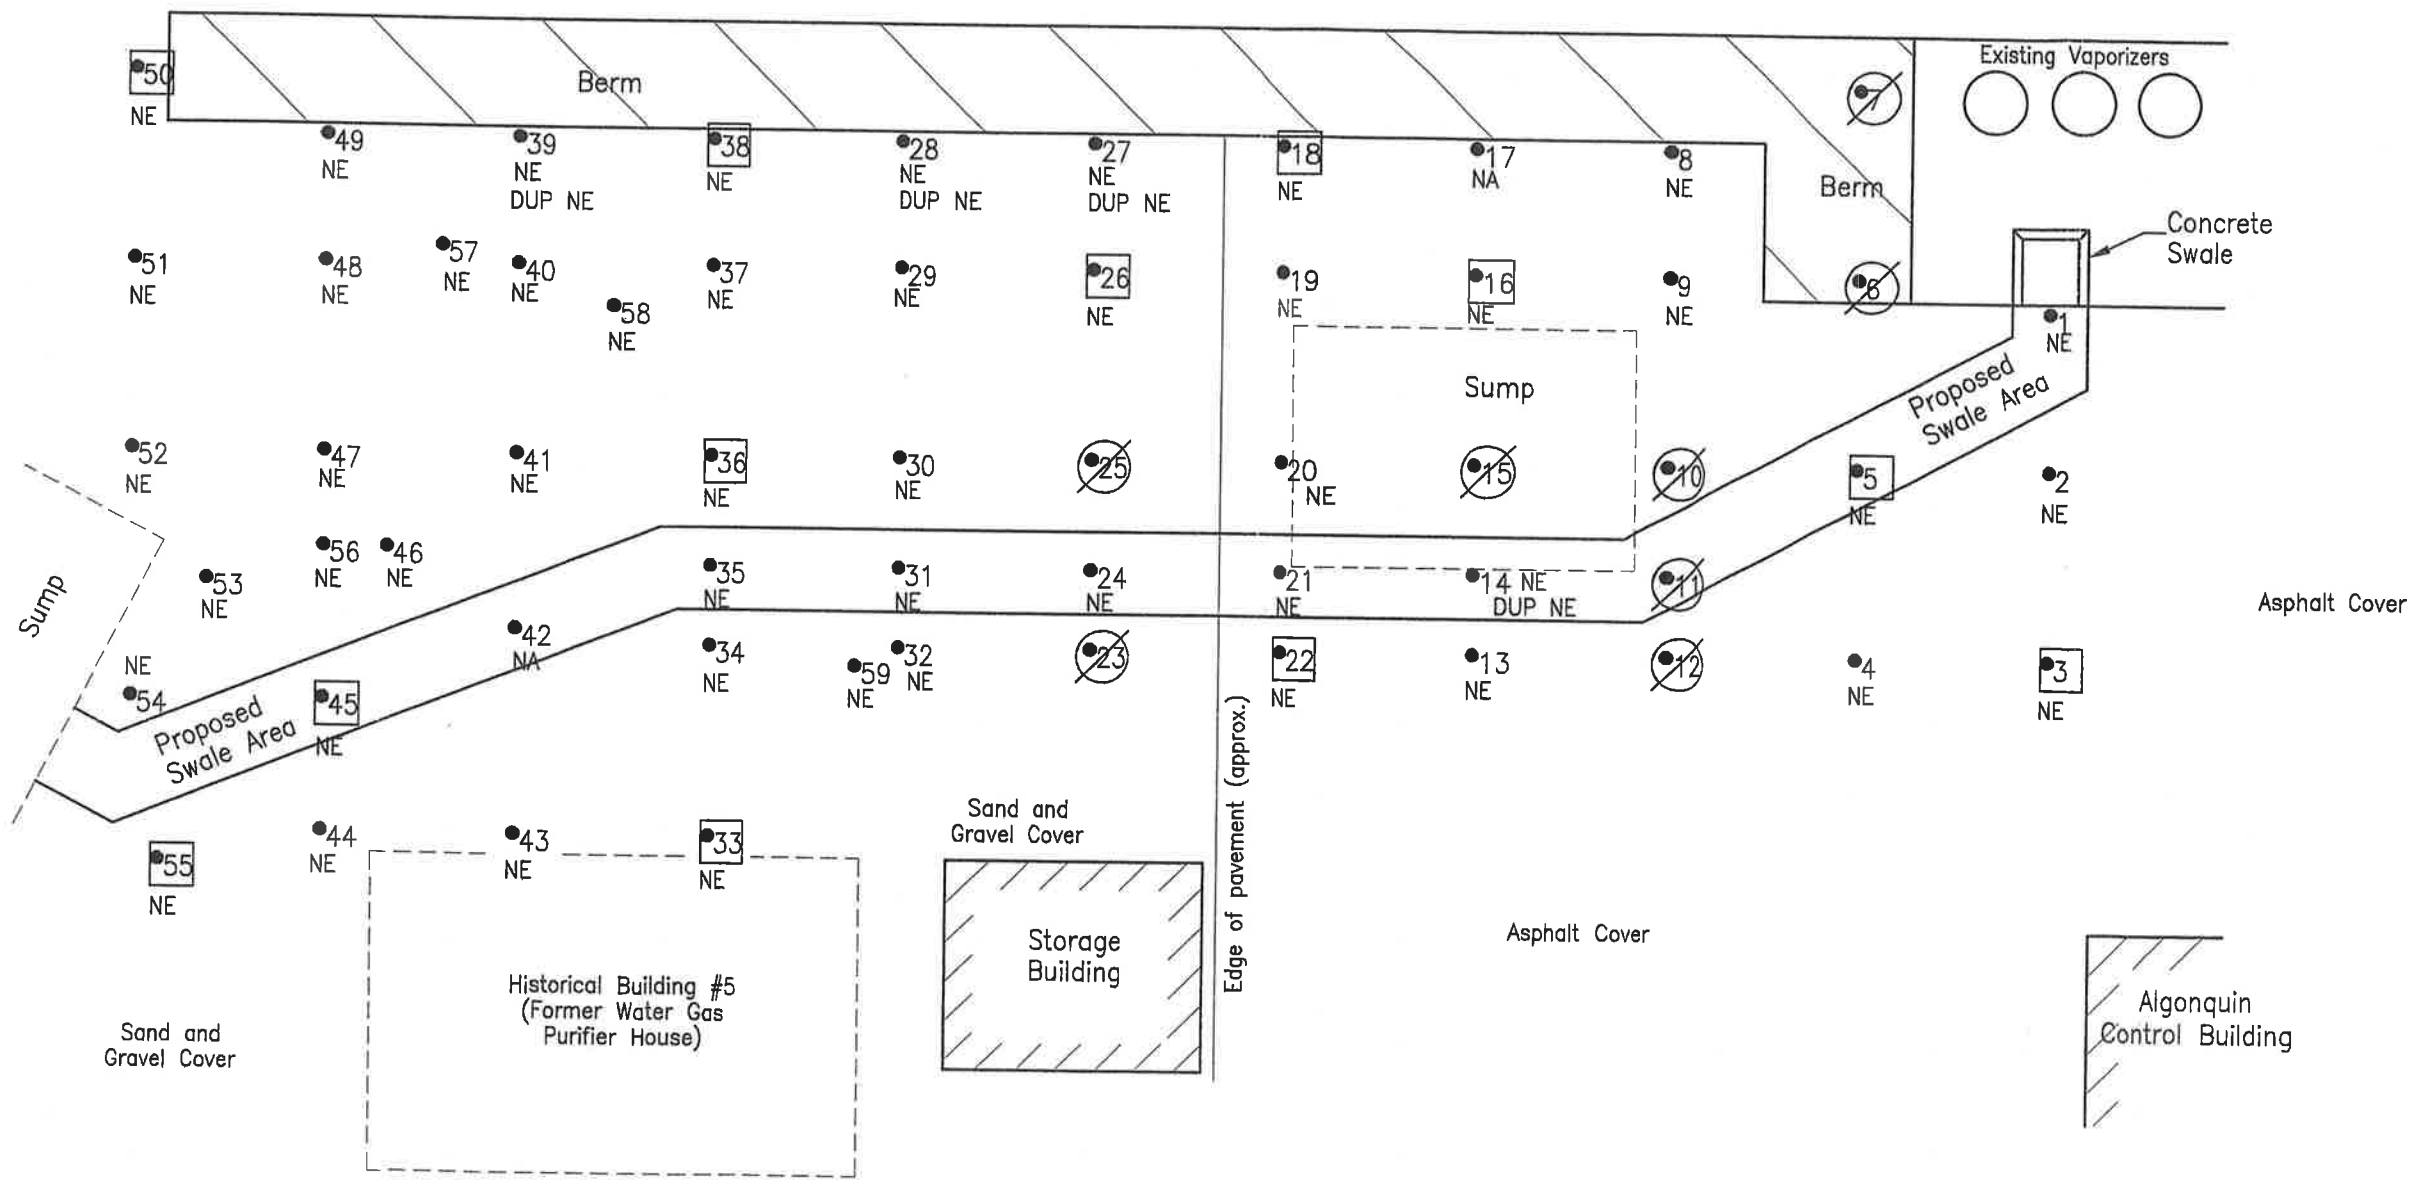 Existing Vaporizers
50
NE
Berm
7
49
NE
39
NE
DUP NE
38
NE
28
NE
DUP NE
27
NE
DUP NE
18
NE
17
NA
8
NE
Berm
Concrete
Swale
51
NE
48
NE
57
NE
40
NE
58
NE
37
NE
29
NE
26
NE
19
NE
16
NE
9
NE
6
1
NE
Sump
Proposed
Swale Area
52
NE
47
NE
41
NE
36
NE
30
NE
25
20
NE
15
10
5
NE
2
NE
Sump
53
NE
56
NE
46
NE
35
NE
31
NE
24
NE
21
NE
14 NE
DUP NE
11
Asphalt Cover
NE
54
42
NA
34
NE
59
NE
32
NE
23
22
NE
13
NE
12
4
NE
3
NE
Proposed
Swale Area
45
NE
Edge of pavement (approx.)
55
NE
44
NE
43
NE
33
NE
Sand and
Gravel Cover
Storage
Building
Asphalt Cover
Historical Building #5
(Former Water Gas
Purifier House)
Sand and
Gravel Cover
Algonquin
Control Building